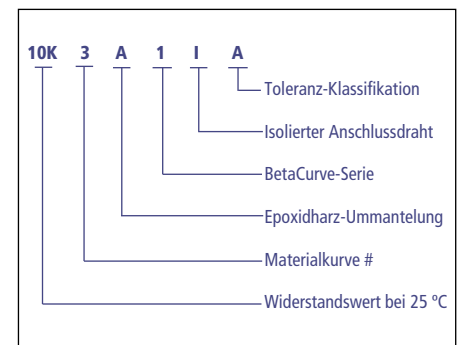 10K 3 A 1 I A
Toleranz-Klassifikation
Isolierter Anschlussdraht
BetaCurve-Serie
Epoxidharz-Ummantelung
Materialkurve #
Widerstandswert bei 25 ºC